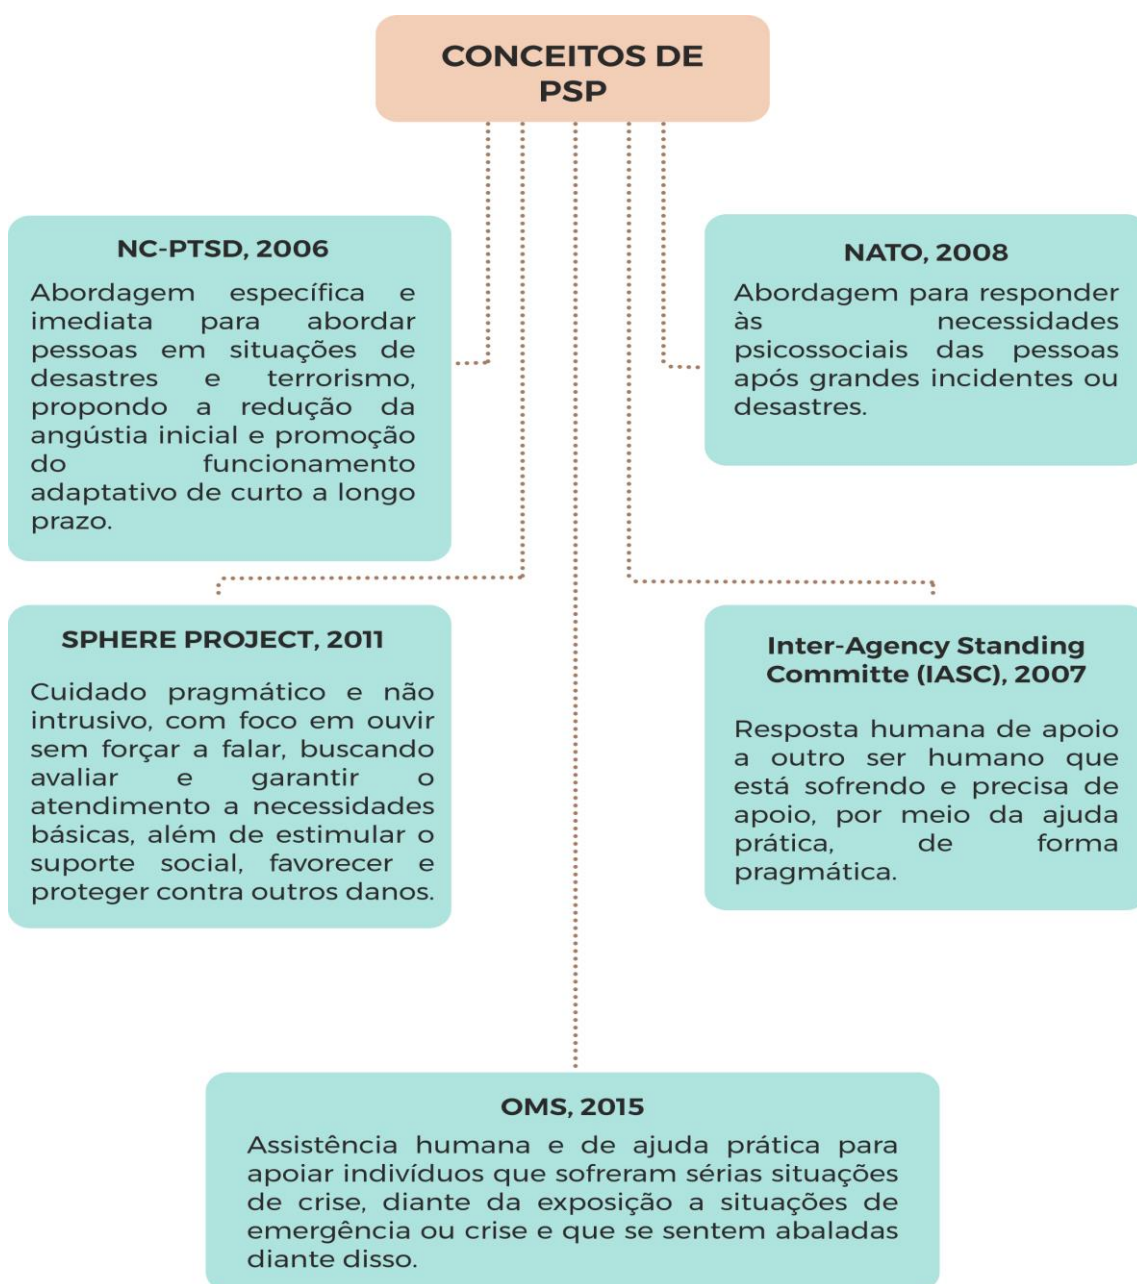 CONCEITOS DE
PSP
NC-PTSD, 2006
Abordagem específica e
imediata para abordar
pessoas em situações de
desastres e terrorismo,
propondo a redução da
angústia inicial e promoção
do funcionamento
adaptativo de curto a longo
prazo.
NATO, 2008
Abordagem para responder
às necessidades
psicossociais das pessoas
após grandes incidentes ou
desastres.
SPHERE PROJECT, 2011
Cuidado pragmático e não
intrusivo, com foco em ouvir
sem forçar a falar, buscando
avaliar e garantir o
atendimento a necessidades
básicas, além de estimular o
suporte social, favorecer e
proteger contra outros danos.
Inter-Agency Standing
Committe (IASC), 2007
Resposta humana de apoio
a outro ser humano que
está sofrendo e precisa de
apoio, por meio da ajuda
prática, de forma
pragmática.
OMS, 2015
Assistência humana e de ajuda prática para
apoiar indivíduos que sofreram sérias situações
de crise, diante da exposição a situações de
emergência ou crise e que se sentem abaladas
diante disso.